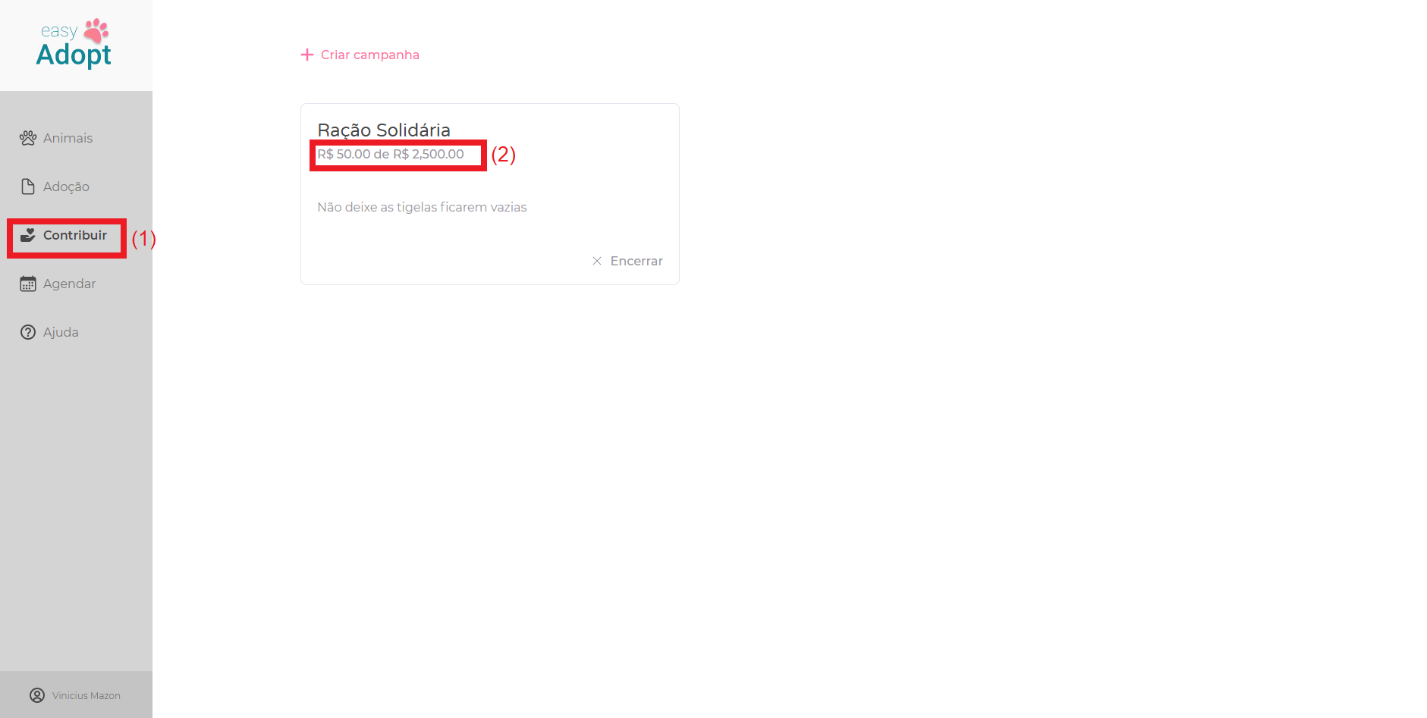 easy
Adopt
Animais
Adoção
Contribuir
(1)
Agendar
Ajuda
Vinicius Mazon
+ Criar campanha
Ração Solidária
R$ 50.00 de R$ 2,500.00
(2)
Não deixe as tigelas ficarem vazias
× Encerrar